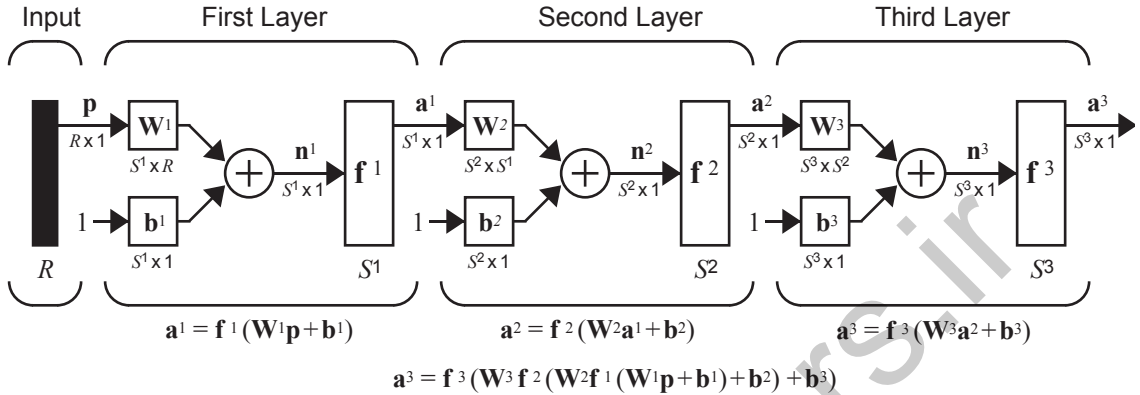 Input First Layer Second Layer Third Layer
p a¹ a² a³
W¹ W² W³
R x 1 S¹ x 1 S² x 1 S³ x 1
S¹ x R n¹ S² x S¹ n² S³ x S² n³
f ¹ f ² f ³
S¹ x 1 S² x 1 S³ x 1
1 b¹ 1 b² 1 b³
S¹ x 1 S² x 1 S³ x 1
R S¹ S² S³
a¹ = f ¹ (W¹p + b¹) a² = f ² (W²a¹ + b²) a³ = f ³ (W³a² + b³)
a³ = f ³ (W³ f ² (W²f ¹ (W¹p + b¹) + b²) + b³)
rs.ir